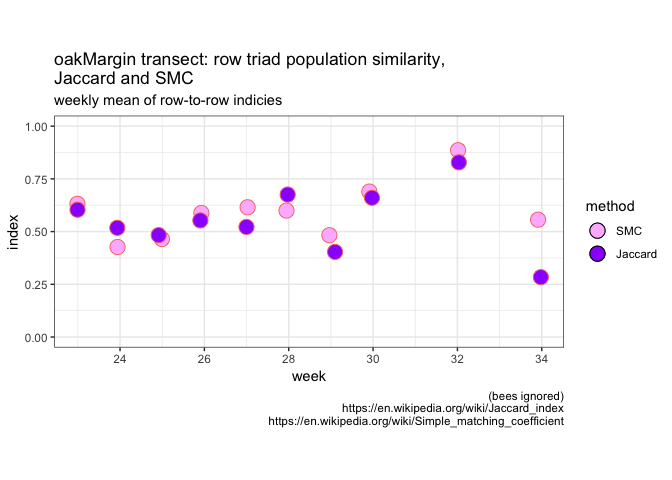 oakMargin transect: row triad population similarity,
Jaccard and SMC
weekly mean of row-to-row indicies
1.00
0.75
0.50
0.25
0.00
index
24
26
28
30
32
34
week
method
SMC
Jaccard
(bees ignored)
https://en.wikipedia.org/wiki/Jaccard_index
https://en.wikipedia.org/wiki/Simple_matching_coefficient